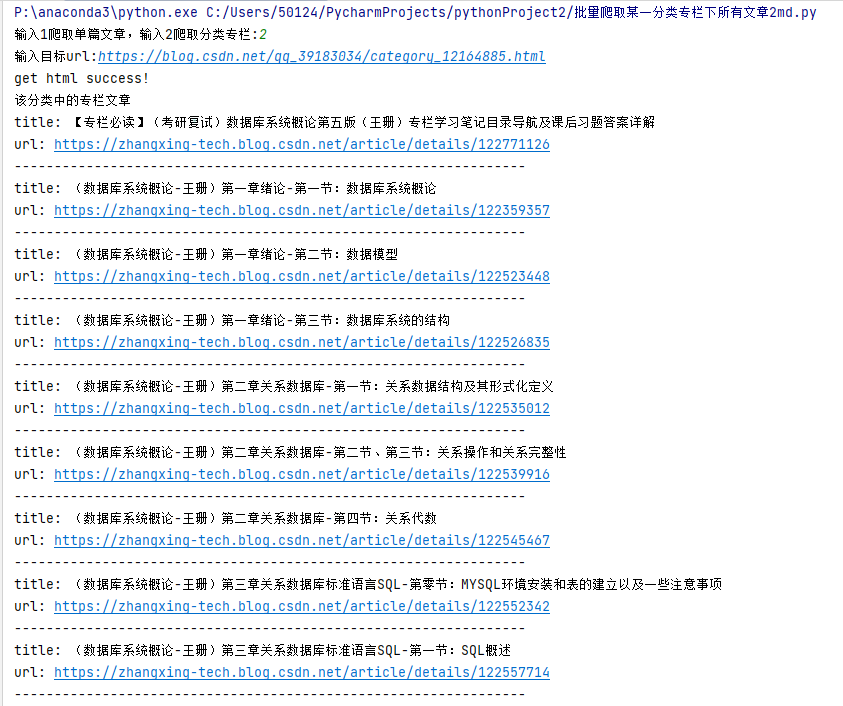 P:\anaconda3\python.exe C:/Users/50124/PycharmProjects/pythonProject2/批量爬取某一分类专栏下所有文章2md.py
输入1爬取单篇文章，输入2爬取分类专栏:2
输入目标url:https://blog.csdn.net/qq_39183034/category_12164885.html
get html success!
该分类中的专栏文章
title: 【专栏必读】（考研复试）数据库系统概论第五版（王珊）专栏学习笔记目录导航及课后习题答案详解
url: https://zhangxing-tech.blog.csdn.net/article/details/122771126
----------------------------------------------------------------
title: （数据库系统概论-王珊）第一章绪论-第一节：数据库系统概论
url: https://zhangxing-tech.blog.csdn.net/article/details/122359357
----------------------------------------------------------------
title: （数据库系统概论-王珊）第一章绪论-第二节：数据模型
url: https://zhangxing-tech.blog.csdn.net/article/details/122523448
----------------------------------------------------------------
title: （数据库系统概论-王珊）第一章绪论-第三节：数据库系统的结构
url: https://zhangxing-tech.blog.csdn.net/article/details/122526835
----------------------------------------------------------------
title: （数据库系统概论-王珊）第二章关系数据库-第一节：关系数据结构及其形式化定义
url: https://zhangxing-tech.blog.csdn.net/article/details/122535012
----------------------------------------------------------------
title: （数据库系统概论-王珊）第二章关系数据库-第二节、第三节：关系操作和关系完整性
url: https://zhangxing-tech.blog.csdn.net/article/details/122539916
----------------------------------------------------------------
title: （数据库系统概论-王珊）第二章关系数据库-第四节：关系代数
url: https://zhangxing-tech.blog.csdn.net/article/details/122545467
----------------------------------------------------------------
title: （数据库系统概论-王珊）第三章关系数据库标准语言SQL-第零节：MYSQL环境安装和表的建立以及一些注意事项
url: https://zhangxing-tech.blog.csdn.net/article/details/122552342
----------------------------------------------------------------
title: （数据库系统概论-王珊）第三章关系数据库标准语言SQL-第一节：SQL概述
url: https://zhangxing-tech.blog.csdn.net/article/details/122557714
----------------------------------------------------------------